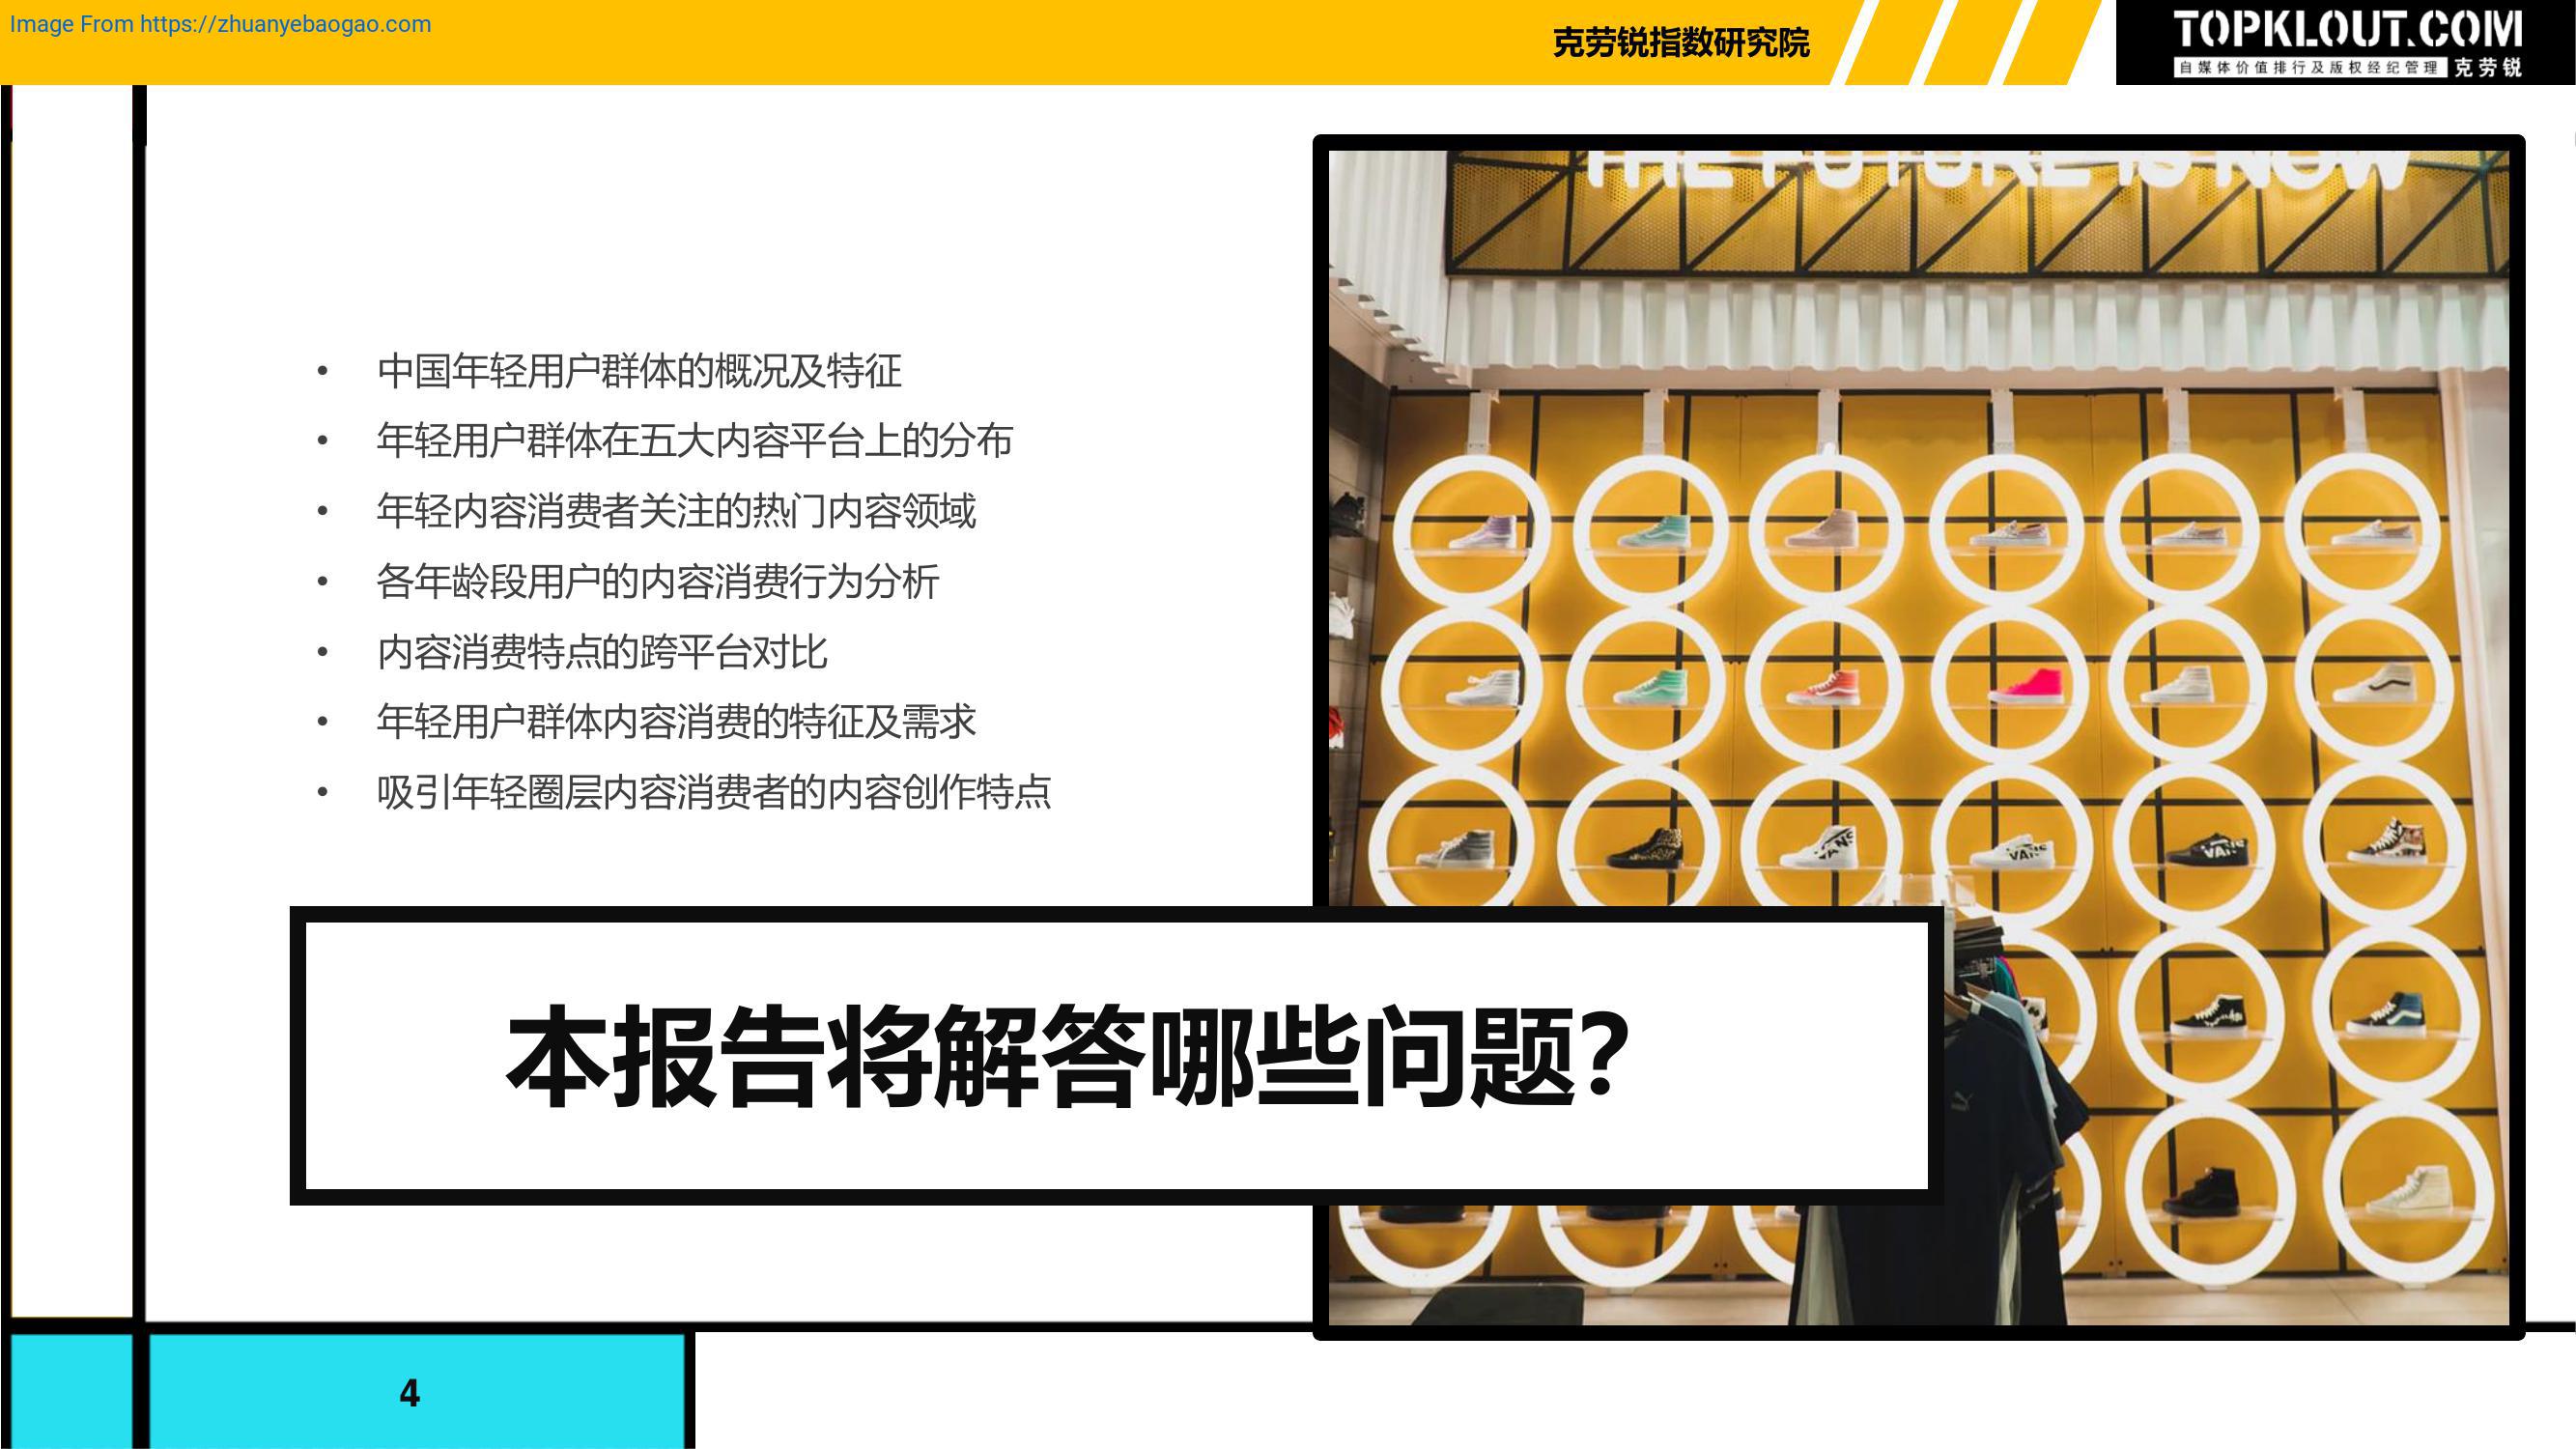 Image From https://zhuanyebaogao.com
克劳锐指数研究院
TOPKLOUT.COM
自媒体价值排行及版权经纪管理 克劳锐
THE FUTURE IS NOW
中国年轻用户群体的概况及特征
年轻用户群体在五大内容平台上的分布
年轻内容消费者关注的热门内容领域
各年龄段用户的内容消费行为分析
内容消费特点的跨平台对比
年轻用户群体内容消费的特征及需求
吸引年轻圈层内容消费者的内容创作特点
VANS
VANS
VANS
本报告将解答哪些问题?
4